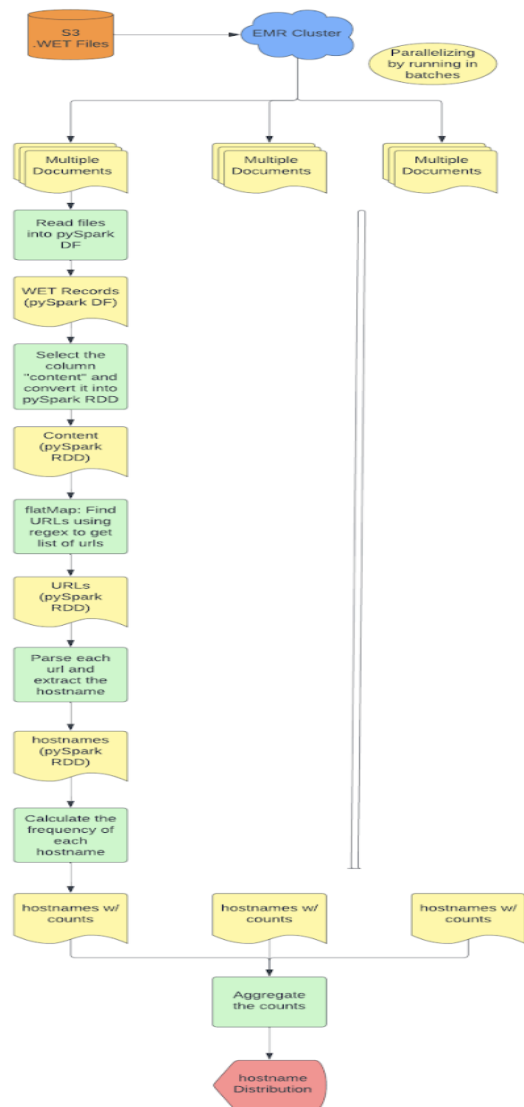 S3
.WET Files
EMR Cluster
Parallelizing
by running in
batches
Multiple
Documents
Multiple
Documents
Multiple
Documents
Read files
into pySpark
DF
WET Records
(pySpark DF)
Select the
column
"content" and
convert it into
pySpark RDD
Content
(pySpark
RDD)
flatMap: Find
URLs using
regex to get
list of urls
URLs
(pySpark
RDD)
Parse each
url and
extract the
hostname
hostnames
(pySpark
RDD)
Calculate the
frequency of
each
hostname
hostnames w/
counts
hostnames w/
counts
hostnames w/
counts
Aggregate
the counts
hostname
Distribution